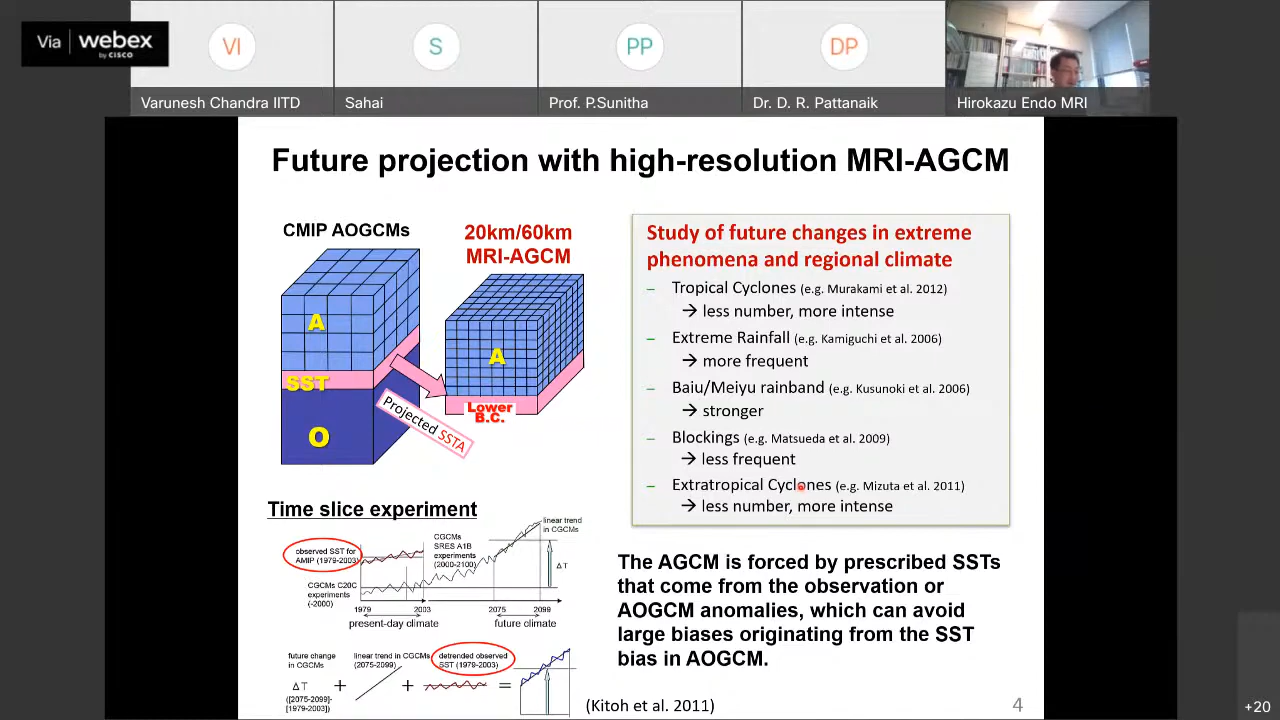 Via webex
by CISCO
VI
S
PP
DP
Varunesh Chandra IITD
Sahai
Prof. P.Sunitha
Dr. D. R. Pattanaik
Hirokazu Endo MRI
Future projection with high-resolution MRI-AGCM
CMIP AOGCMs
20km/60km
MRI-AGCM
A
SST
O
A
Lower
B.C.
Projected SSTA
Study of future changes in extreme
phenomena and regional climate
– Tropical Cyclones (e.g. Murakami et al. 2012)
→ less number, more intense
– Extreme Rainfall (e.g. Kamiguchi et al. 2006)
→ more frequent
– Baiu/Meiyu rainband (e.g. Kusunoki et al. 2006)
→ stronger
– Blockings (e.g. Matsueda et al. 2009)
→ less frequent
– Extratropical Cyclones (e.g. Mizuta et al. 2011)
→ less number, more intense
Time slice experiment
observed SST for
AMIP (1979-2003)
CGCMs
SRES A1B
experiments
(2000-2100)
linear trend
in CGCMs
ΔT
CGCMs C20C
experiments
(-2000)
1979
2003
2075
2099
present-day climate
future climate
future change
in CGCMs
linear trend in CGCMs
(2075-2099)
detrended observed
SST (1979-2003)
ΔT + + =
([2075-2099]-
[1979-2003])
The AGCM is forced by prescribed SSTs
that come from the observation or
AOGCM anomalies, which can avoid
large biases originating from the SST
bias in AOGCM.
(Kitoh et al. 2011)
4
+20